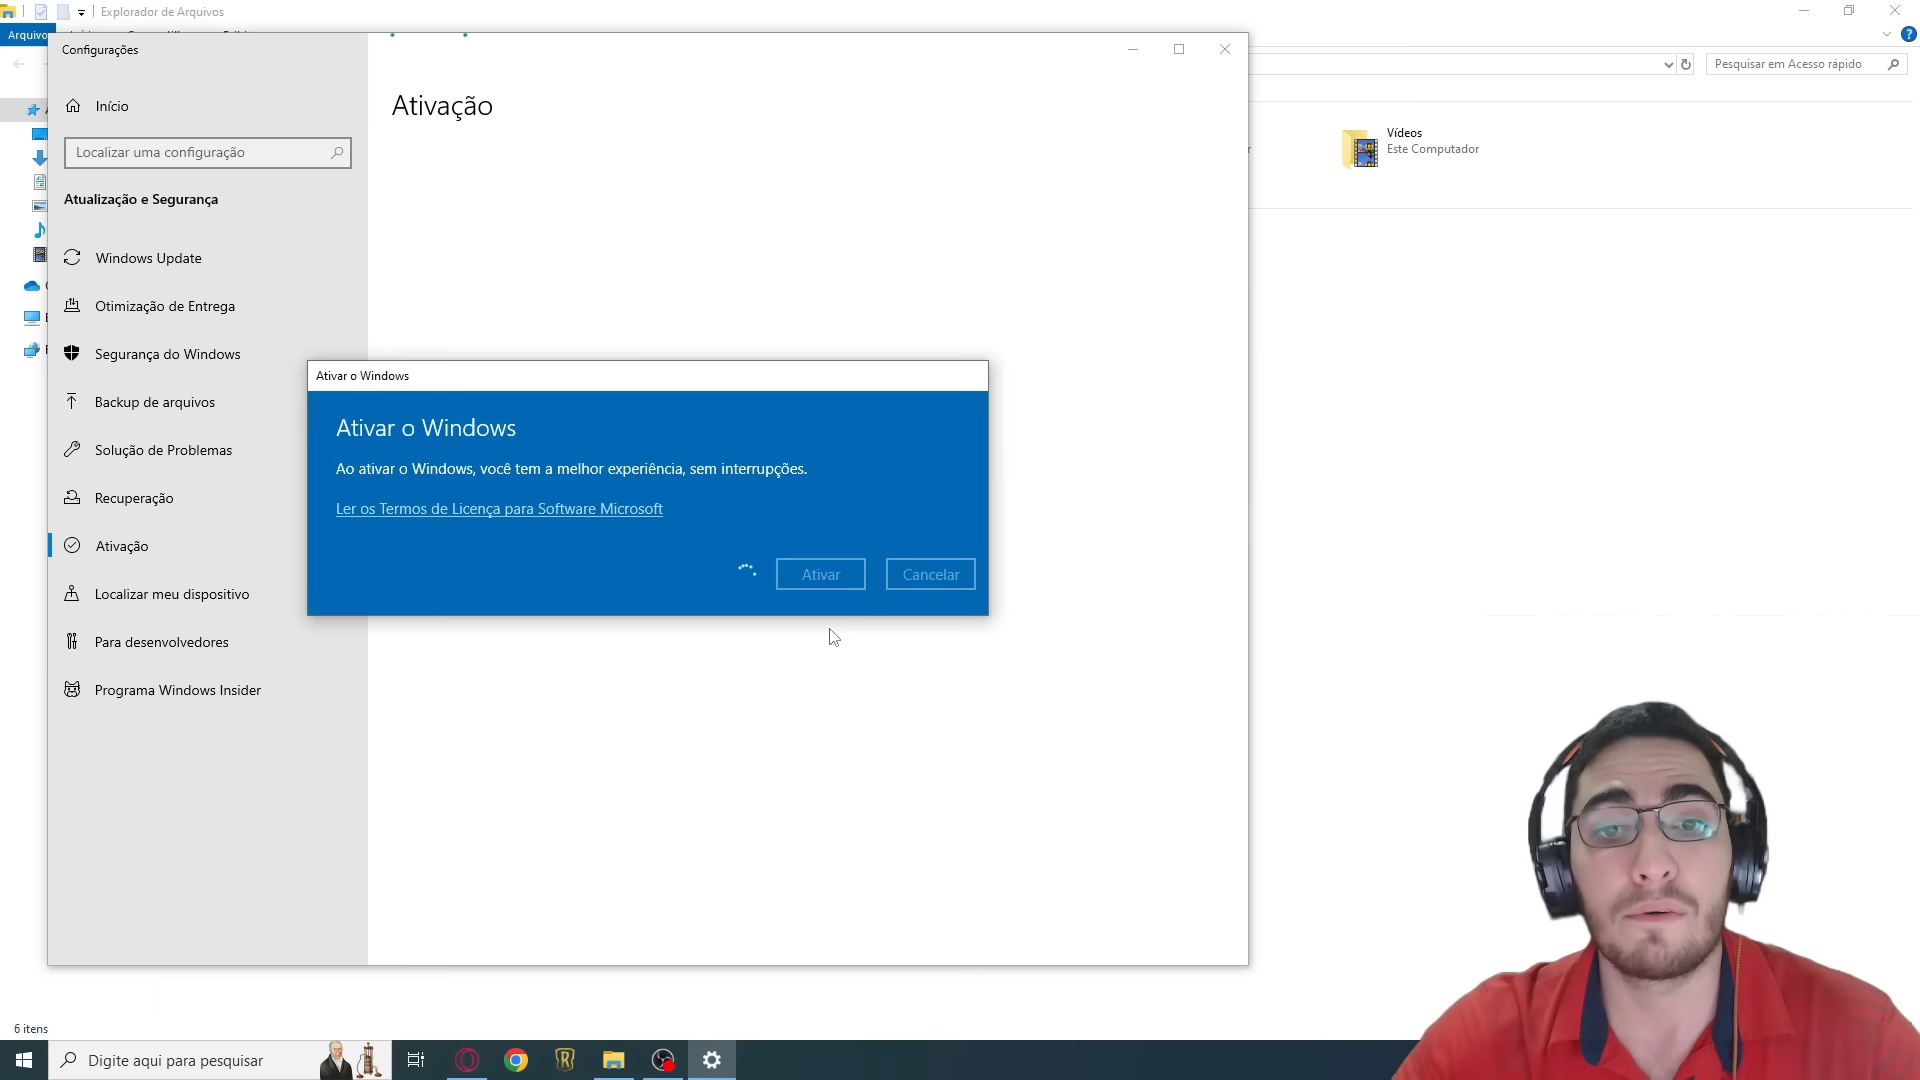 Explorador de Arquivos
Arquivo
Pesquisar em Acesso rápido
Configurações
Início
Localizar uma configuração
Atualização e Segurança
Windows Update
Otimização de Entrega
Segurança do Windows
Backup de arquivos
Solução de Problemas
Recuperação
Ativação
Localizar meu dispositivo
Para desenvolvedores
Programa Windows Insider
Ativação
Vídeos
Este Computador
Ativar o Windows
Ativar o Windows
Ao ativar o Windows, você tem a melhor experiência, sem interrupções.
Ler os Termos de Licença para Software Microsoft
Ativar
Cancelar
6 itens
Digite aqui para pesquisar